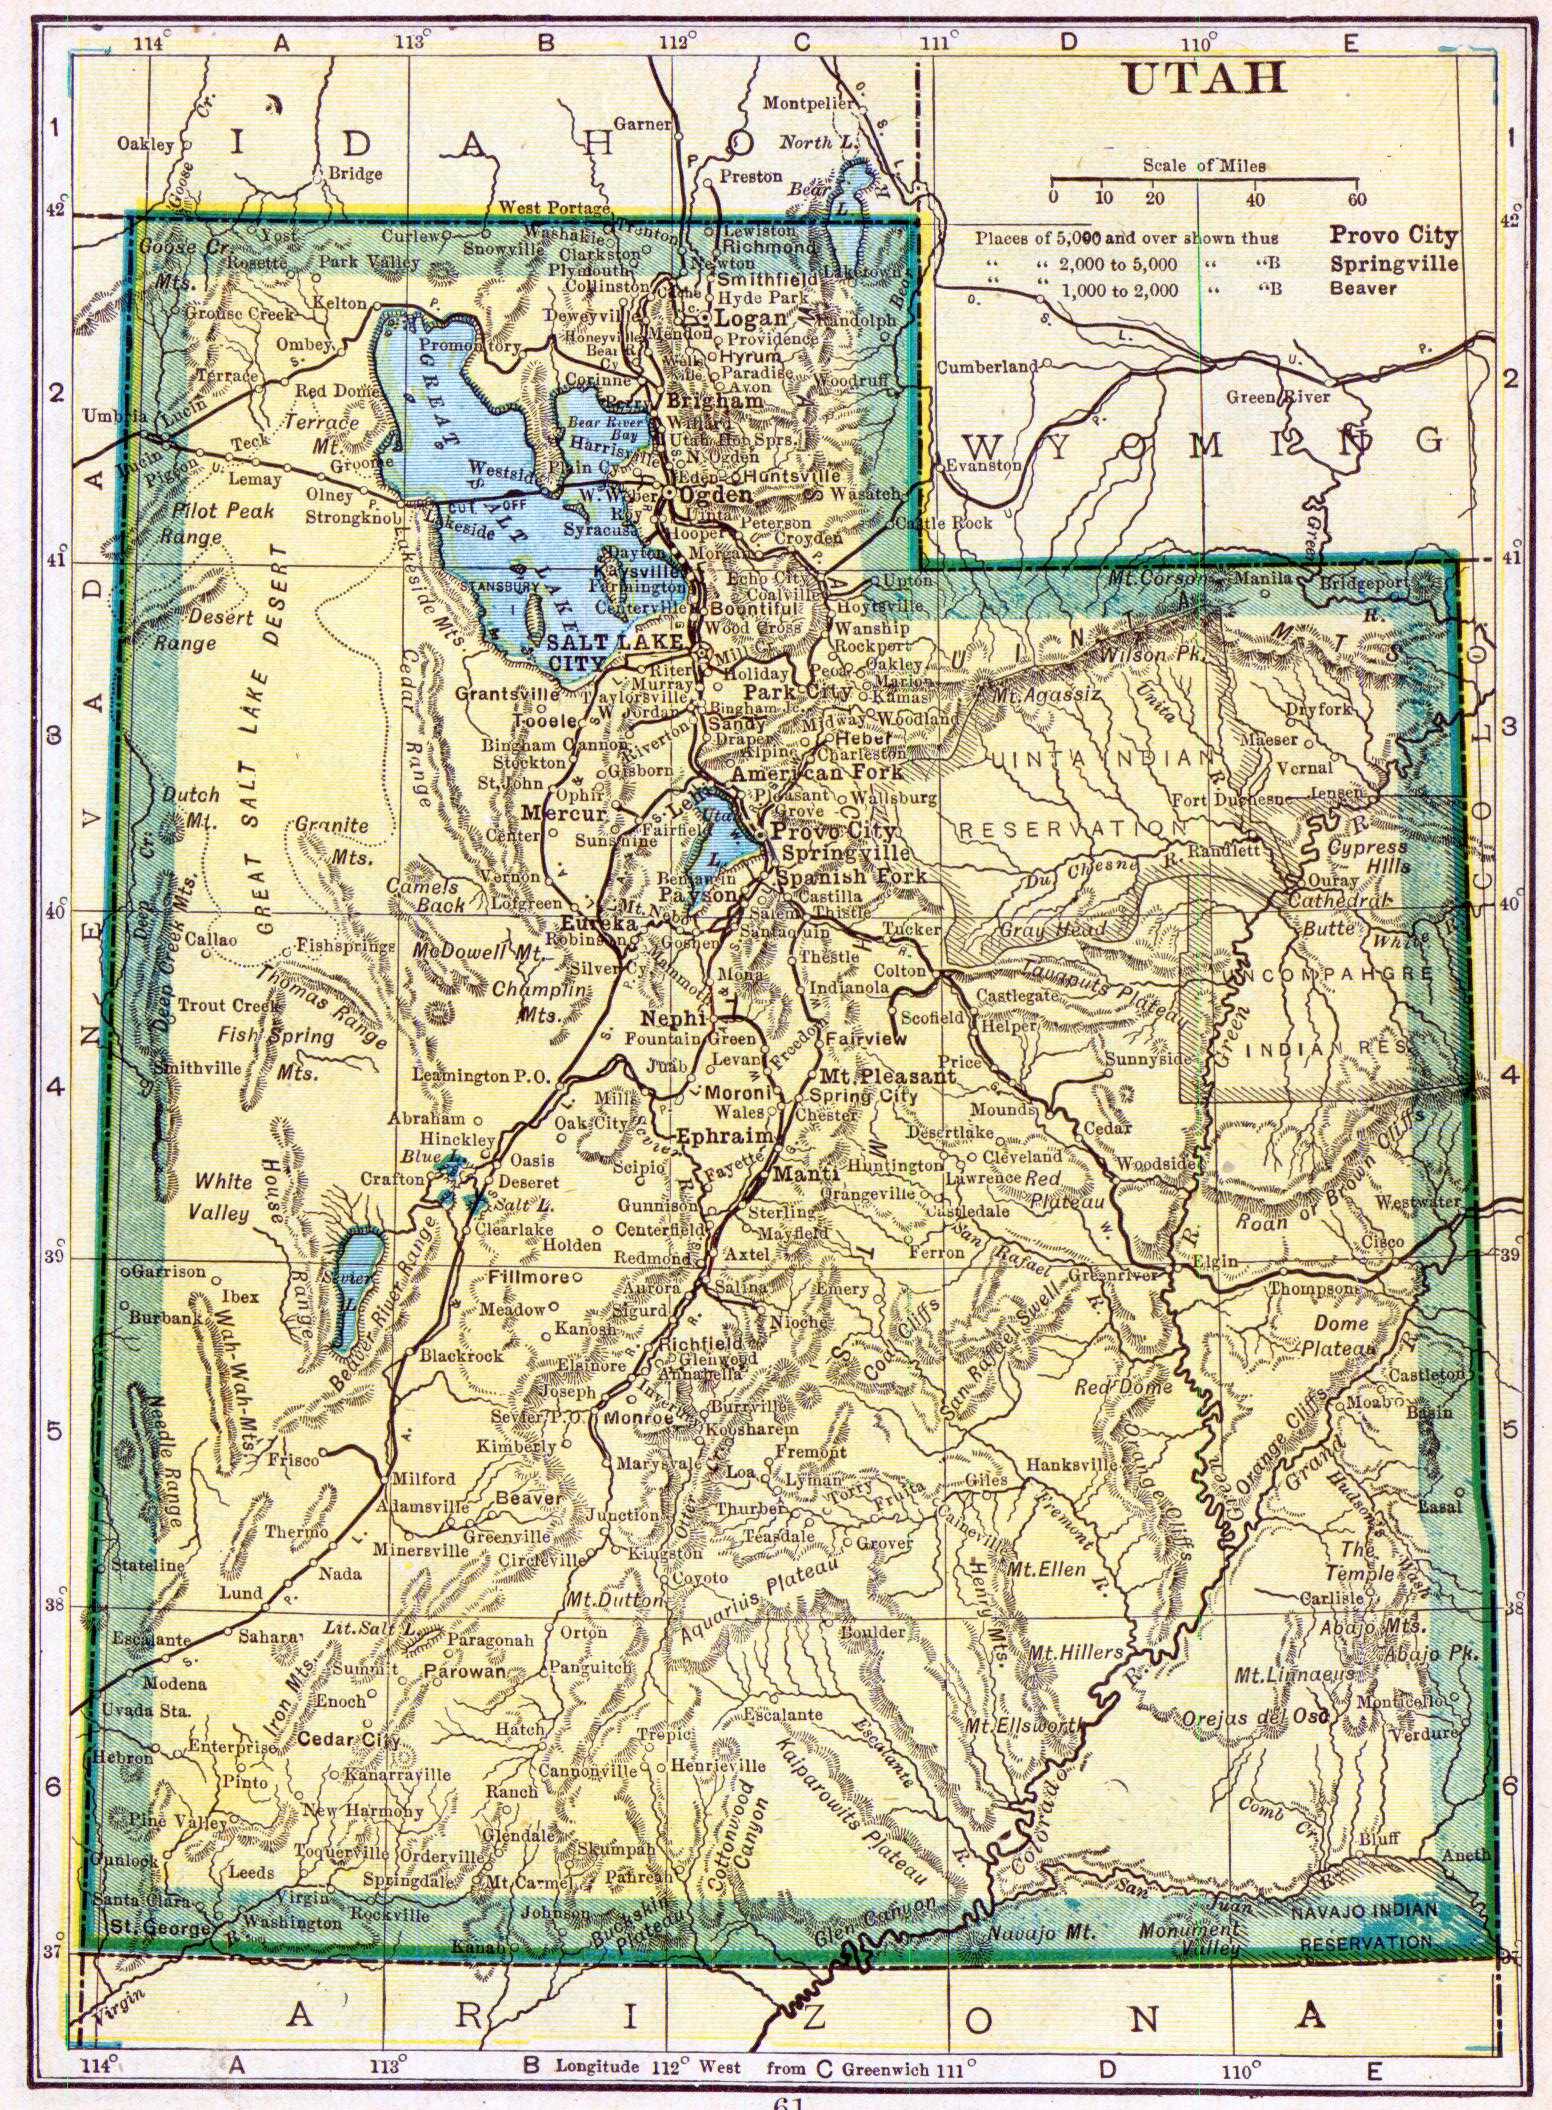 114° A 113° B 112° C 111° D 110° E
UTAH
Scale of Miles
0 10 20 40 60
Places of 5,000 and over shown thus Provo City
“ “ 2,000 to 5,000 “ “B Springville
“ “ 1,000 to 2,000 “ “B Beaver
1 1
IDAHO
Oakley
Goose Cr.
Bridge
Garner
Preston
Montpelier
North L.
Bear L.
O. S. L.
42° 42°
West Portage
Goose Cr. Mts.
Yost
Rosette
Park Valley
Curlew
Snowville
Washakie
Trenton
Lewiston
Clarkston
Richmond
Plymouth
Newton
Collinston
Cache
Smithfield
Laketown
Hyde Park
Kelton
Grouse Creek
Deweyville
Logan
Randolph
Ombey
Promontory
Honeyville
Mendon
Providence
Bear R. Cy
Hyrum
Terrace
Corinne
Paradise
Avon
Woodruff
Red Dome
2 2
Umbria
Lucin
Terrace Mt.
Perry
Brigham
Bear River Bay
Willard
Utah Hot Sprs.
Harrisville
N. Ogden
Lucin
Pigeon
Teck
Groome
Westside
Plain Cy
Eden
Huntsville
Lemay
Olney
Strongknob
CUT OFF
W. Weber
Ogden
Wasatch
Lakeside
Roy
Uinta
Peterson
Castle Rock
Syracuse
Hooper
Croyden
GREAT SALT LAKE
STANSBURY I
Pilot Peak Range
41° 41°
Dayton
Morgan
Kaysville
Echo City
Upton
Farmington
Coalville
Centerville
Bountiful
Hoytsville
Wood Cross
Wanship
SALT LAKE CITY
Mill Cr.
Rockport
Riter
Holiday
Peoa
Oakley
Murray
Marion
Taylorsville
Park City
Kamas
W. Jordan
Bingham Jc.
Woodland
Midway
Sandy
Riverton
Draper
Heber
Alpine
Charleston
Desert Range
GREAT SALT LAKE DESERT
Lakeside Mts
Cedar Range
Grantsville
Tooele
Bingham Cannon
Stockton
Gisborn
American Fork
St. John
Ophir
Lehi
Pleasant Grove
Wallsburg
Mercur
Fairfield
Utah L.
Provo City
Center
Sunshine
Springville
Vernon
Benjamin
Spanish Fork
Lofgreen
Payson
Castilla
Mt. Nebo
Salem
Thistle
WYOMING
Cumberland
Evanston
Green River
O. S. L.
U. P.
Green
Mt. Corson
Manila
Bridgeport
UINTA MTS
Wilson Pk.
Mt. Agassiz
Uinta R.
Dryfork
Maeser
Vernal
UINTA INDIAN RESERVATION
Fort Duchesne
Jensen
Randlett
Cypress Hills
Du Chesne R.
Ouray
COLO
3 3
NEVADA
Dutch Mt.
Granite Mts.
Camels Back
40° 40°
Deep Cr.
Deep Creek Mts.
Callao
Fishsprings
Eureka
Robinson
Goshen
Santaquin
Tucker
McDowell Mt.
Silver Cy
Mammoth
Mona
Thestle
Colton
Indianola
Champlin Mts.
Thomas Range
Trout Creek
Fish Spring Mts.
Nephi
Fountain Green
Freedom
Fairview
Scofield
Castlegate
Helper
Smithville
Leamington P.O.
Juab
Levan
Price
Sunnyside
Mt. Pleasant
Mills
Moroni
Spring City
Gray Head
Tavaputs Plateau
Cathedral Butte
White R.
UNCOMPAHGRE INDIAN RES.
Green River
4 4
Abraham
Oak City
Wales
Chester
Mounds
Hinckley
Ephraim
Desertlake
Cedar
Blue L.
Oasis
Scipio
Sevier
Fayette
Cleveland
Crafton
Deseret
Manti
Huntington
Lawrence
Red Plateau
Woodside
Salt L.
Gunnison
Orangeville
Castledale
Roan or Brown Cliffs
Westwater
White Valley
House Range
Clearlake
Centerfield
Sterling
Holden
Mayfield
San Rafael
Cisco
39° 39°
Redmond
Axtel
Ferron
Elgin
Garrison
Ibex
Sevier L.
Fillmore
Greenriver
Thompsons
Burbank
Wah-Wah-Mts.
Beaver River Range
Meadow
Aurora
Salina
Emery
Sigurd
Kanosh
Nioche
Dome Plateau
Coal Cliffs
San Rafael Swell
Blackrock
Richfield
Elsinore
Glenwood
Annabella
Joseph
Inverury
Burrville
Red Dome
Castleton
Moab
Basin
Sevier P.O.
Monroe
Koosharem
5 5
Needle Range
Frisco
Kimberly
Fremont
Milford
Marysvale
Loa
Lyman
Giles
Hanksville
Orange Cliffs
Green
Orange Cliffs
Grand R.
Adamsville
Beaver
Junction
Thurber
Torry
Fruita
Cainerville
Fremont R.
Lasal
Hudsons Wash
Thermo
Minersville
Greenville
Circleville
Kingston
Otter Cr.
Teasdale
Grover
Stateline
Nada
Mt. Ellen
The Temple
Lund
Mt. Dutton
Coyoto
Aquarius Plateau
Henry Mts.
Carlisle
38° 38°
Escalante
Sahara
Lit. Salt L.
Paragonah
Orton
Boulder
Mt. Hillers
Abajo Mts.
Abajo Pk.
Summit
Parowan
Panguitch
Mt. Linnaeus
Modena
Iron Mts.
Enoch
Escalante
Monticello
Uvada Sta.
Mt. Ellsworth
Orejas del Oso
Verdure
Hebron
Enterprise
Cedar City
Hatch
Tropic
Escalante R.
Pinto
Kanarraville
Cannonville
Henrieville
6 6
Ranch
Kaiparowits Plateau
Colorado R.
New Harmony
Cottonwood Canyon
Comb Cr.
Pine Valley
Glendale
Gunlock
Toquerville
Orderville
Skumpah
Bluff
Aneth
Leeds
Springdale
Mt. Carmel
Pahreah
San Juan R.
Santa Clara
Virgin
Rockville
Johnson
Buckskin Plateau
Glen Canyon
Navajo Mt.
Monument Valley
NAVAJO INDIAN RESERVATION
St. George
Washington
Kanab
37° 37°
Virgin R.
ARIZONA
114° A 113° B Longitude 112° West from C Greenwich 111° D 110° E
61